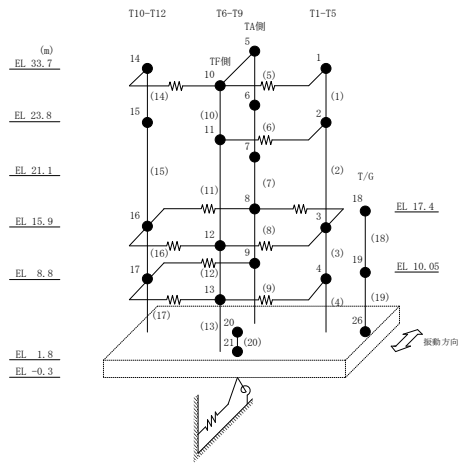 T10-T12 T6-T9 T1-T5
TA側
(m) 5
TF側
EL 33.7 14 10 1
(5)
(14) (1)
6
EL 23.8 15 (10) 2
11 (6)
7
EL 21.1 (15) (2) T/G
(11) (7) 18 EL 17.4
8
EL 15.9 16 3 (18)
12 (8)
(16) (3)
(12) 9 19 EL 10.05
EL 8.8 17 4
13 (9) (19)
(17) (4)
(13) 20 26
21 (20) 振動方向
EL 1.8
EL -0.3